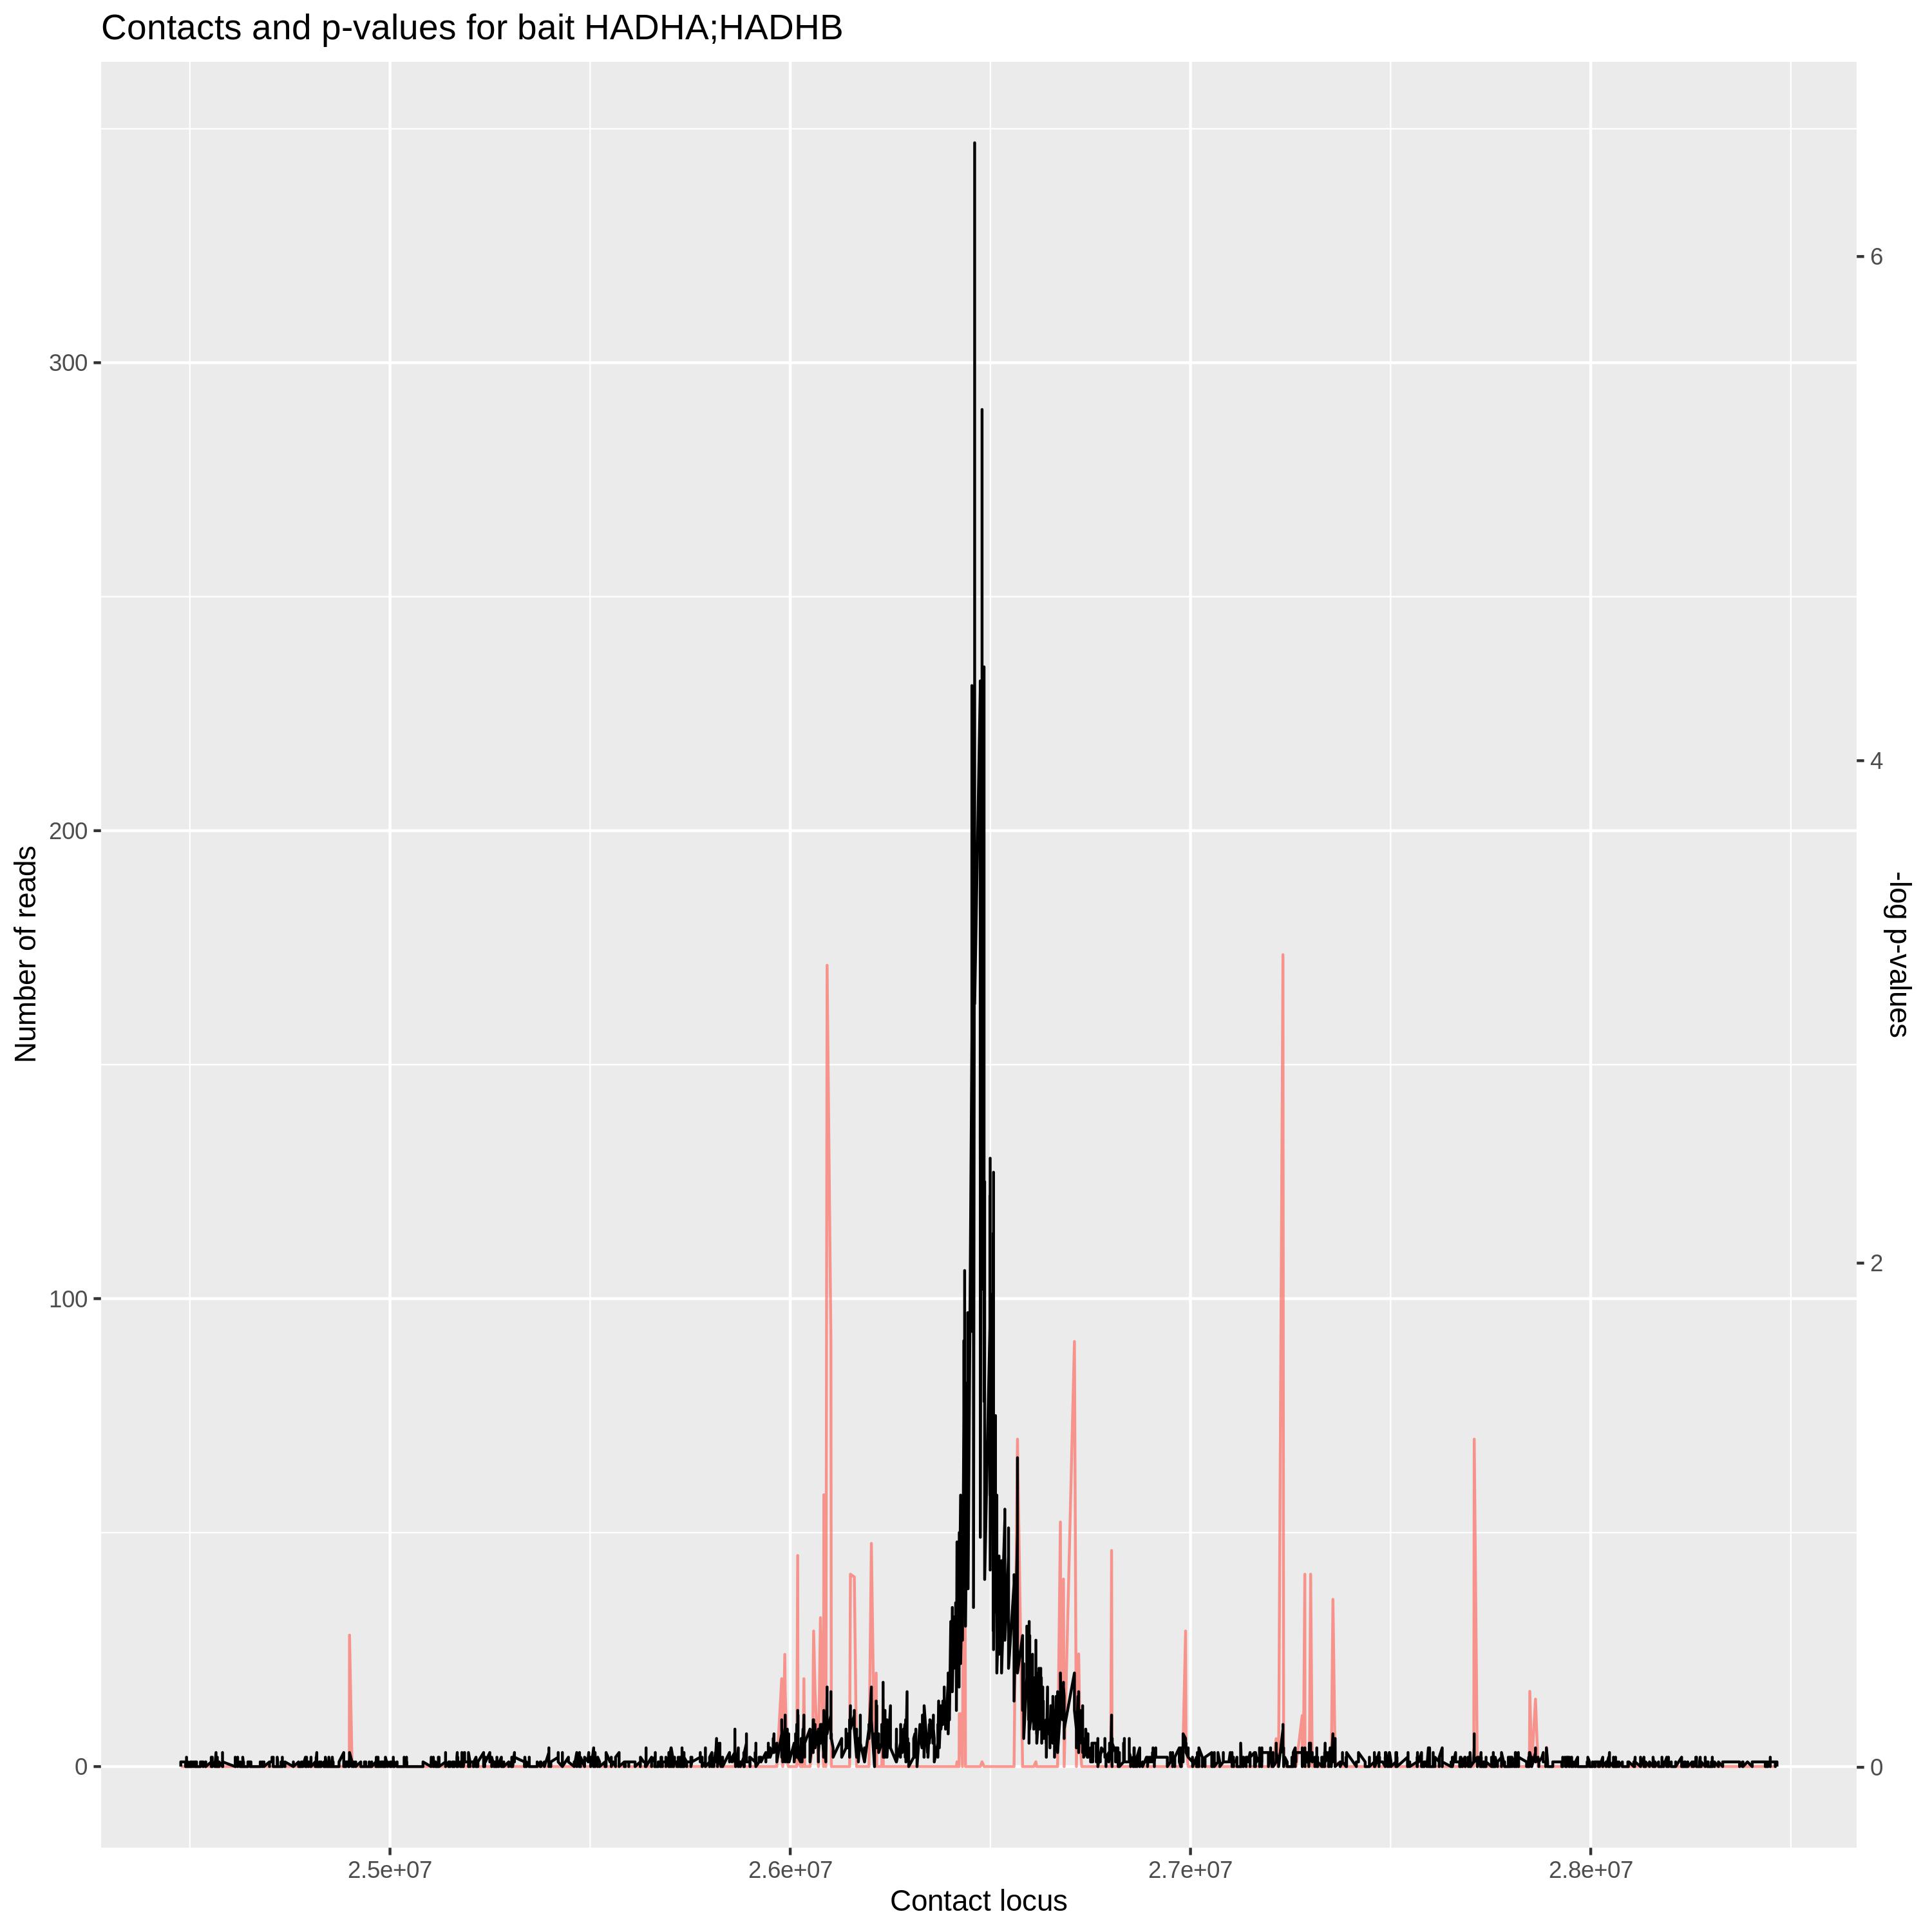 Contacts and p-values for bait HADHA;HADHB
300
200
100
0
Number of reads
6
4
2
0
-log p-values
2.5e+07
2.6e+07
2.7e+07
2.8e+07
Contact locus